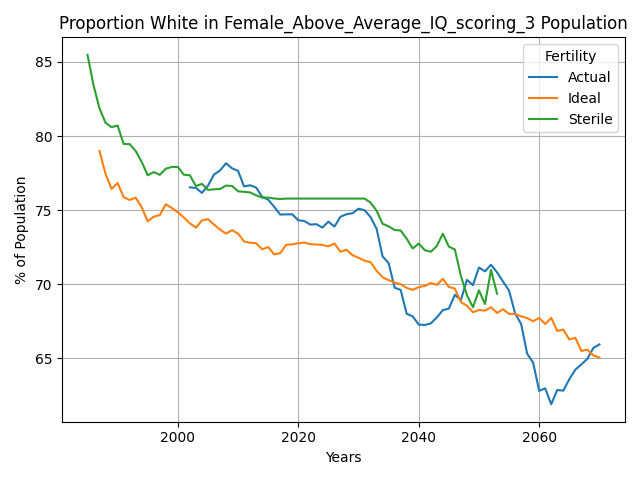 Proportion White in Female_Above_Average_IQ_scoring_3 Population
% of Population
85
80
75
70
65
Fertility
Actual
Ideal
Sterile
2000 2020 2040 2060
Years